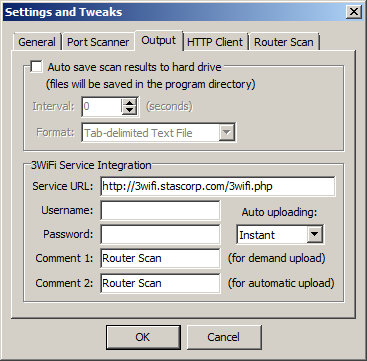 Settings and Tweaks
General Port Scanner Output HTTP Client Router Scan
Auto save scan results to hard drive
(files will be saved in the program directory)
Interval: 0 (seconds)
Format: Tab-delimited Text File
3WiFi Service Integration
Service URL: http://3wifi.stascorp.com/3wifi.php
Username: Auto uploading:
Password: Instant
Comment 1: Router Scan (for demand upload)
Comment 2: Router Scan (for automatic upload)
OK Cancel